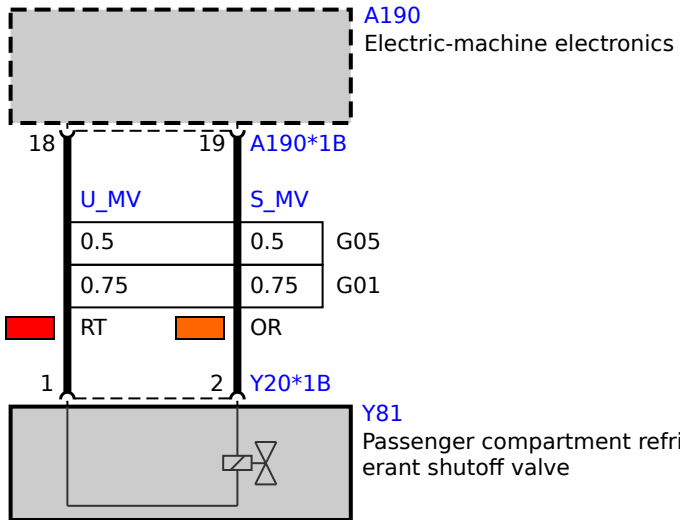 A190
Electric-machine electronics
18 19 A190*1B
U_MV S_MV
0.5 0.5 G05
0.75 0.75 G01
RT OR
1 2 Y20*1B
Y81
Passenger compartment refri
erant shutoff valve